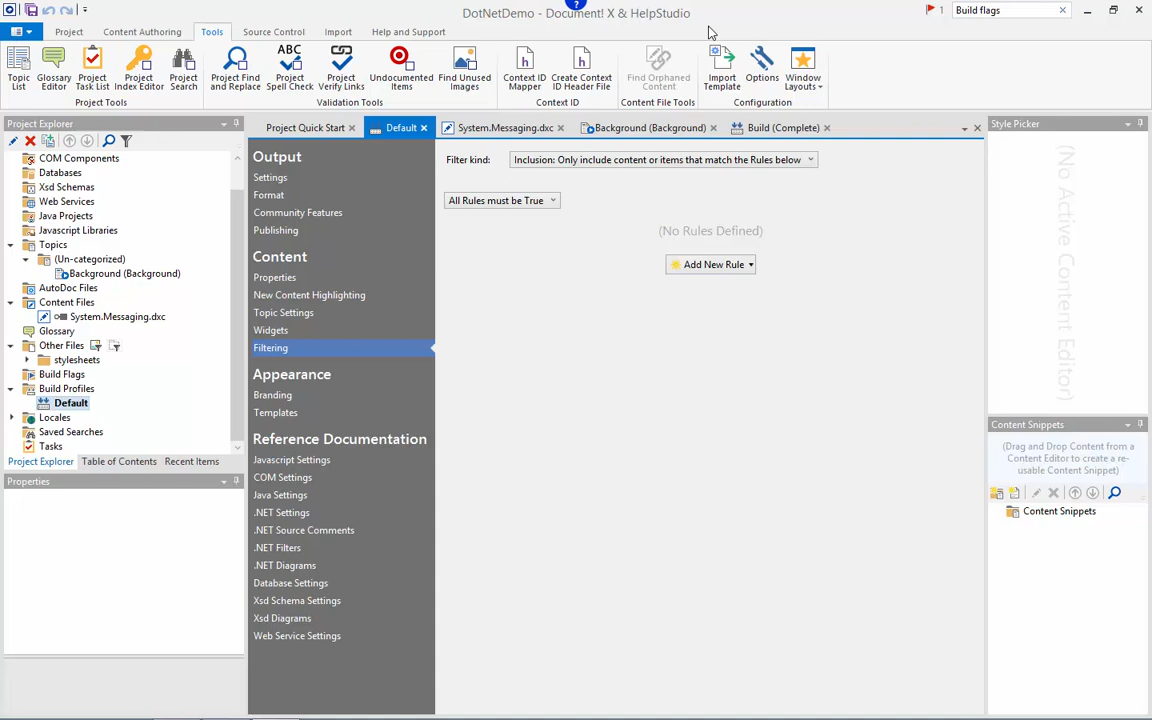 DotNetDemo - Document! X & HelpStudio
?
1
Build flags
Project
Content Authoring
Tools
Source Control
Import
Help and Support
Topic List
Glossary Editor
Project Task List
Project Index Editor
Project Search
Project Find and Replace
Project Spell Check
Project Verify Links
Undocumented Items
Find Unused Images
Context ID Mapper
Create Context ID Header File
Find Orphaned Content
Import Template
Options
Window Layouts
Project Tools
Validation Tools
Context ID
Content File Tools
Configuration
Project Explorer
COM Components
Databases
Xsd Schemas
Web Services
Java Projects
Javascript Libraries
Topics
(Un-categorized)
Background (Background)
AutoDoc Files
Content Files
System.Messaging.dxc
Glossary
Other Files
stylesheets
Build Flags
Build Profiles
Default
Locales
Saved Searches
Tasks
Project Explorer
Table of Contents
Recent Items
Properties
Project Quick Start
Default
System.Messaging.dxc
Background (Background)
Build (Complete)
Output
Settings
Format
Community Features
Publishing
Content
Properties
New Content Highlighting
Topic Settings
Widgets
Filtering
Appearance
Branding
Templates
Reference Documentation
Javascript Settings
COM Settings
Java Settings
.NET Settings
.NET Source Comments
.NET Filters
.NET Diagrams
Database Settings
Xsd Schema Settings
Xsd Diagrams
Web Service Settings
Filter kind:
Inclusion: Only include content or items that match the Rules below
All Rules must be True
(No Rules Defined)
Add New Rule
Style Picker
(No Active Content Editor)
Content Snippets
(Drag and Drop Content from a
Content Editor to create a re-
usable Content Snippet)
Content Snippets